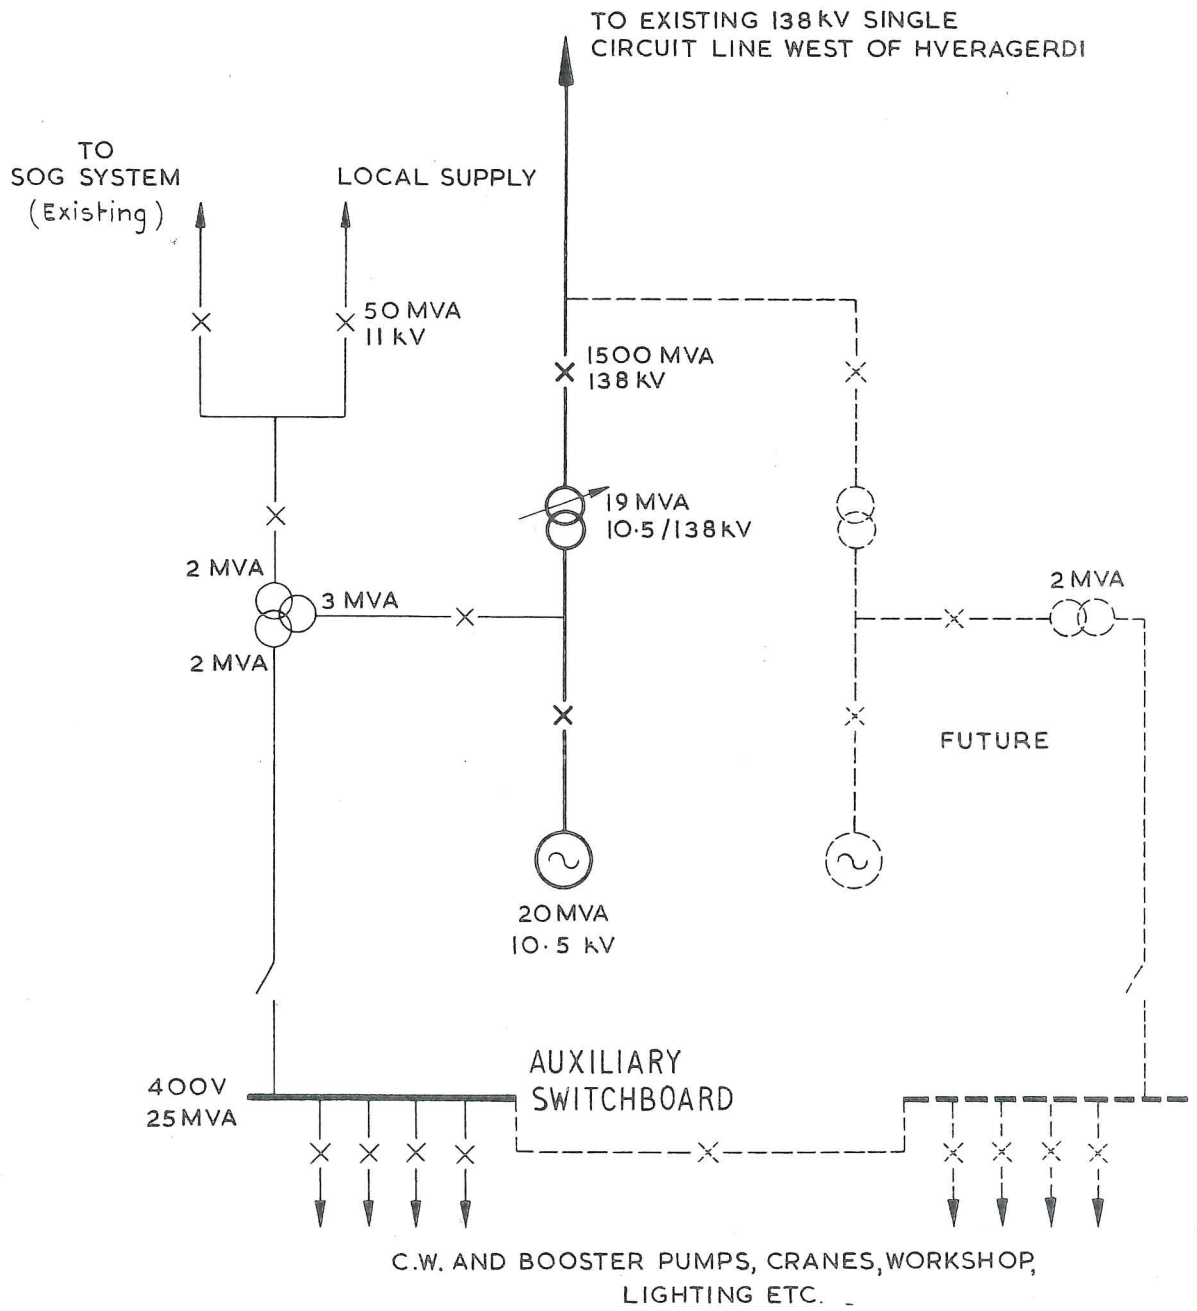 TO EXISTING 138 kV SINGLE
CIRCUIT LINE WEST OF HVERAGERDI
TO
SOG SYSTEM
(Existing)
LOCAL SUPPLY
50 MVA
11 kV
1500 MVA
138 kV
19 MVA
10·5/138 kV
2 MVA
3 MVA
2 MVA
2 MVA
FUTURE
20 MVA
10·5 kV
AUXILIARY
SWITCHBOARD
400V
25 MVA
C.W. AND BOOSTER PUMPS, CRANES, WORKSHOP,
LIGHTING ETC.